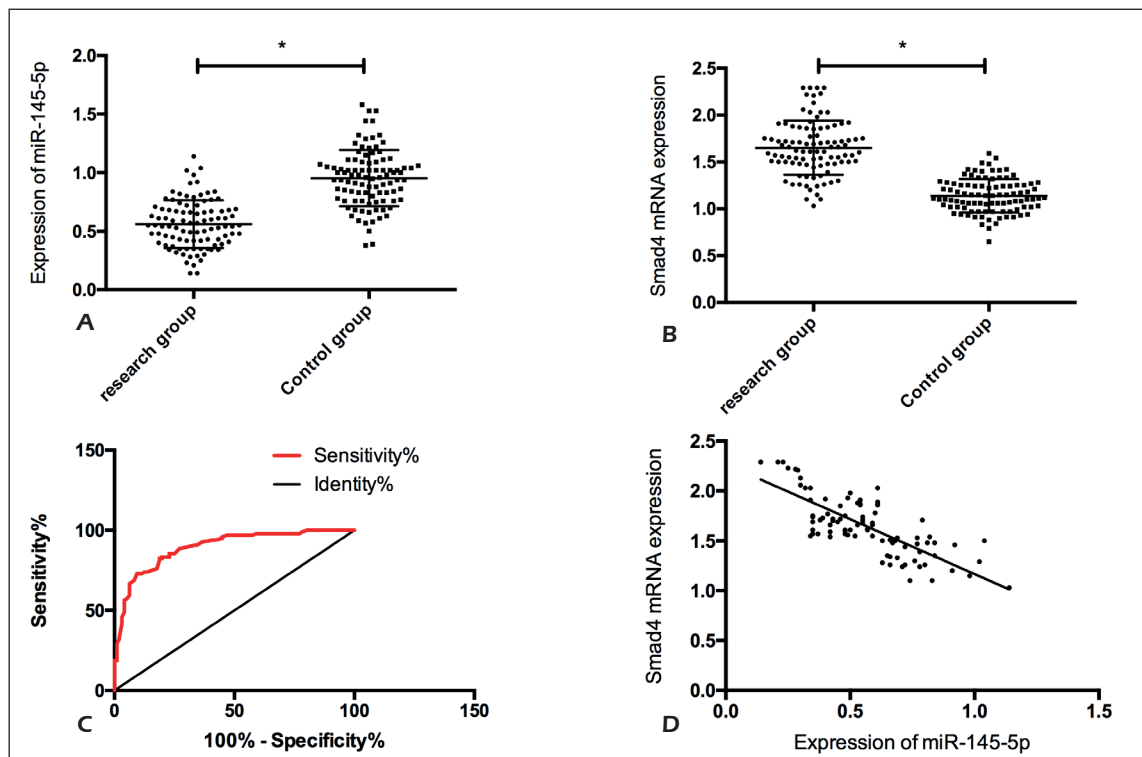 *
2.0
1.5
1.0
0.5
0.0
Expression of miR-145-5p
research group
Control group
A
*
2.5
2.0
1.5
1.0
0.5
0.0
Smad4 mRNA expression
research group
Control group
B
150
100
50
0
Sensitivity%
Sensitivity%
Identity%
0 50 100 150
100% - Specificity%
C
2.5
2.0
1.5
1.0
0.5
0.0
Smad4 mRNA expression
0.0 0.5 1.0 1.5
Expression of miR-145-5p
D